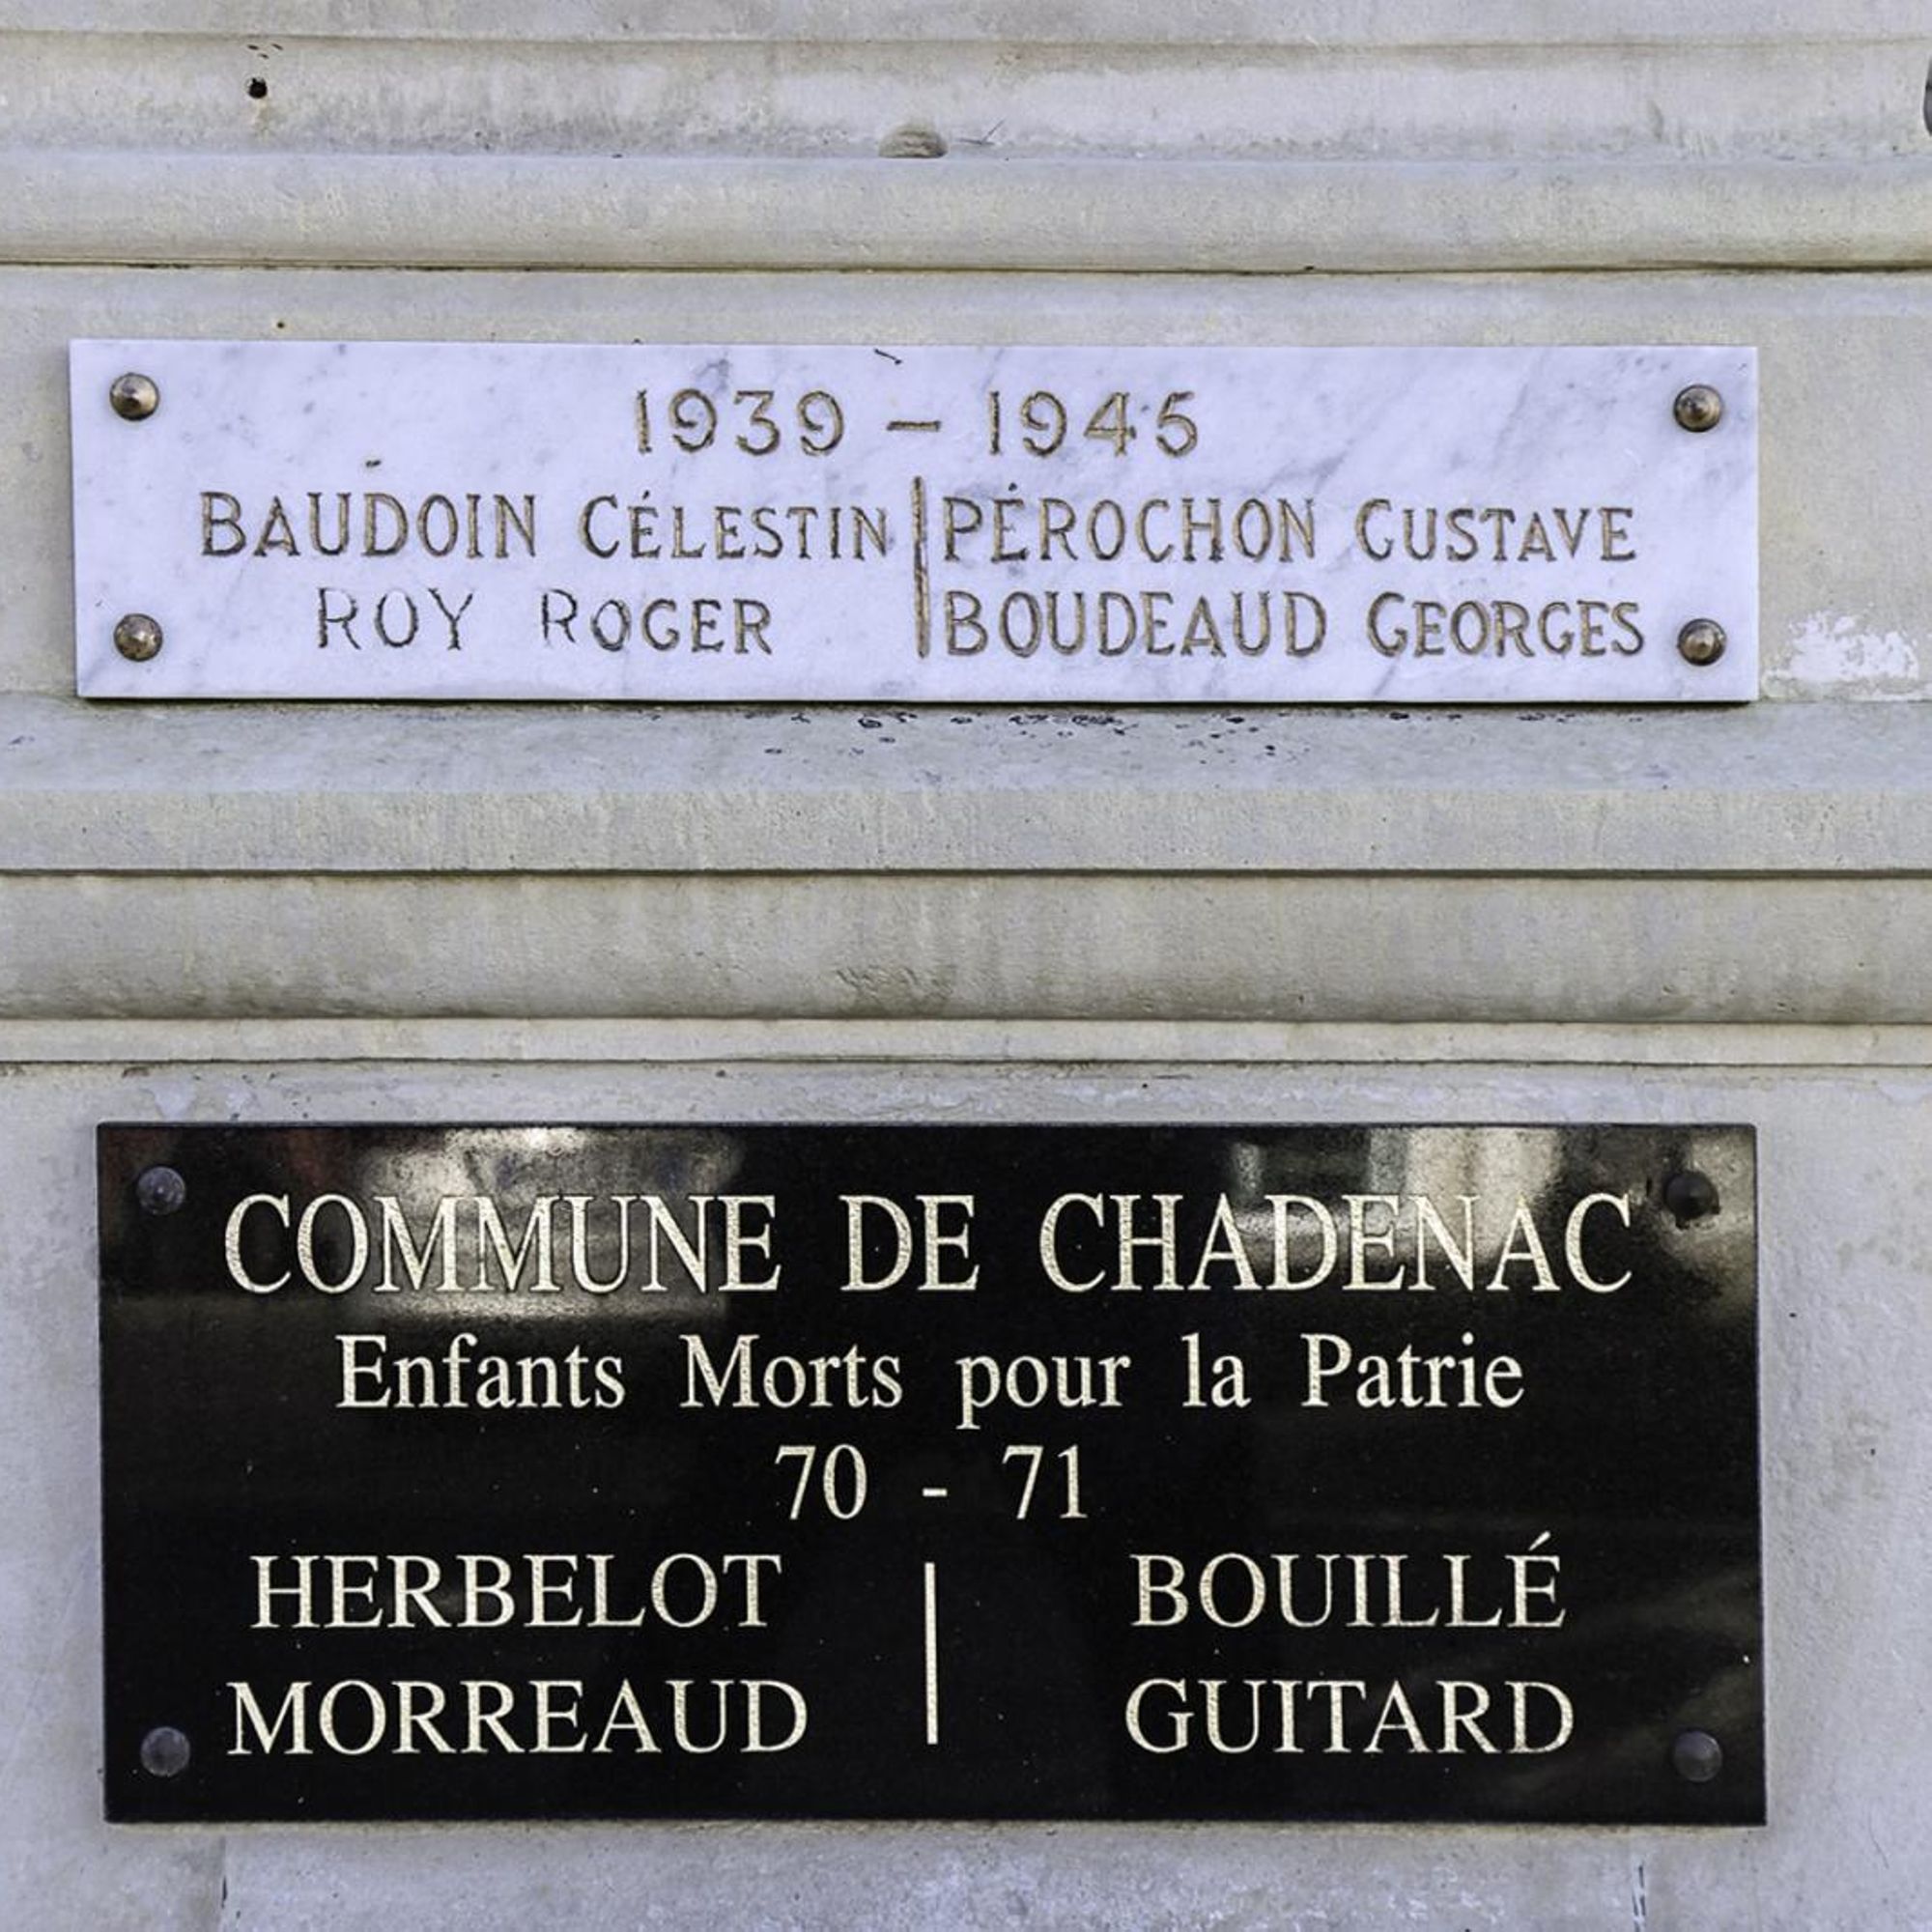 1939 - 1945
BAUDOIN CÉLESTIN | PÉROCHON GUSTAVE
ROY ROGER | BOUDEAUD GEORGES
COMMUNE DE CHADENAC
Enfants Morts pour la Patrie
70 - 71
HERBELOT | BOUILLÉ
MORREAUD | GUITARD